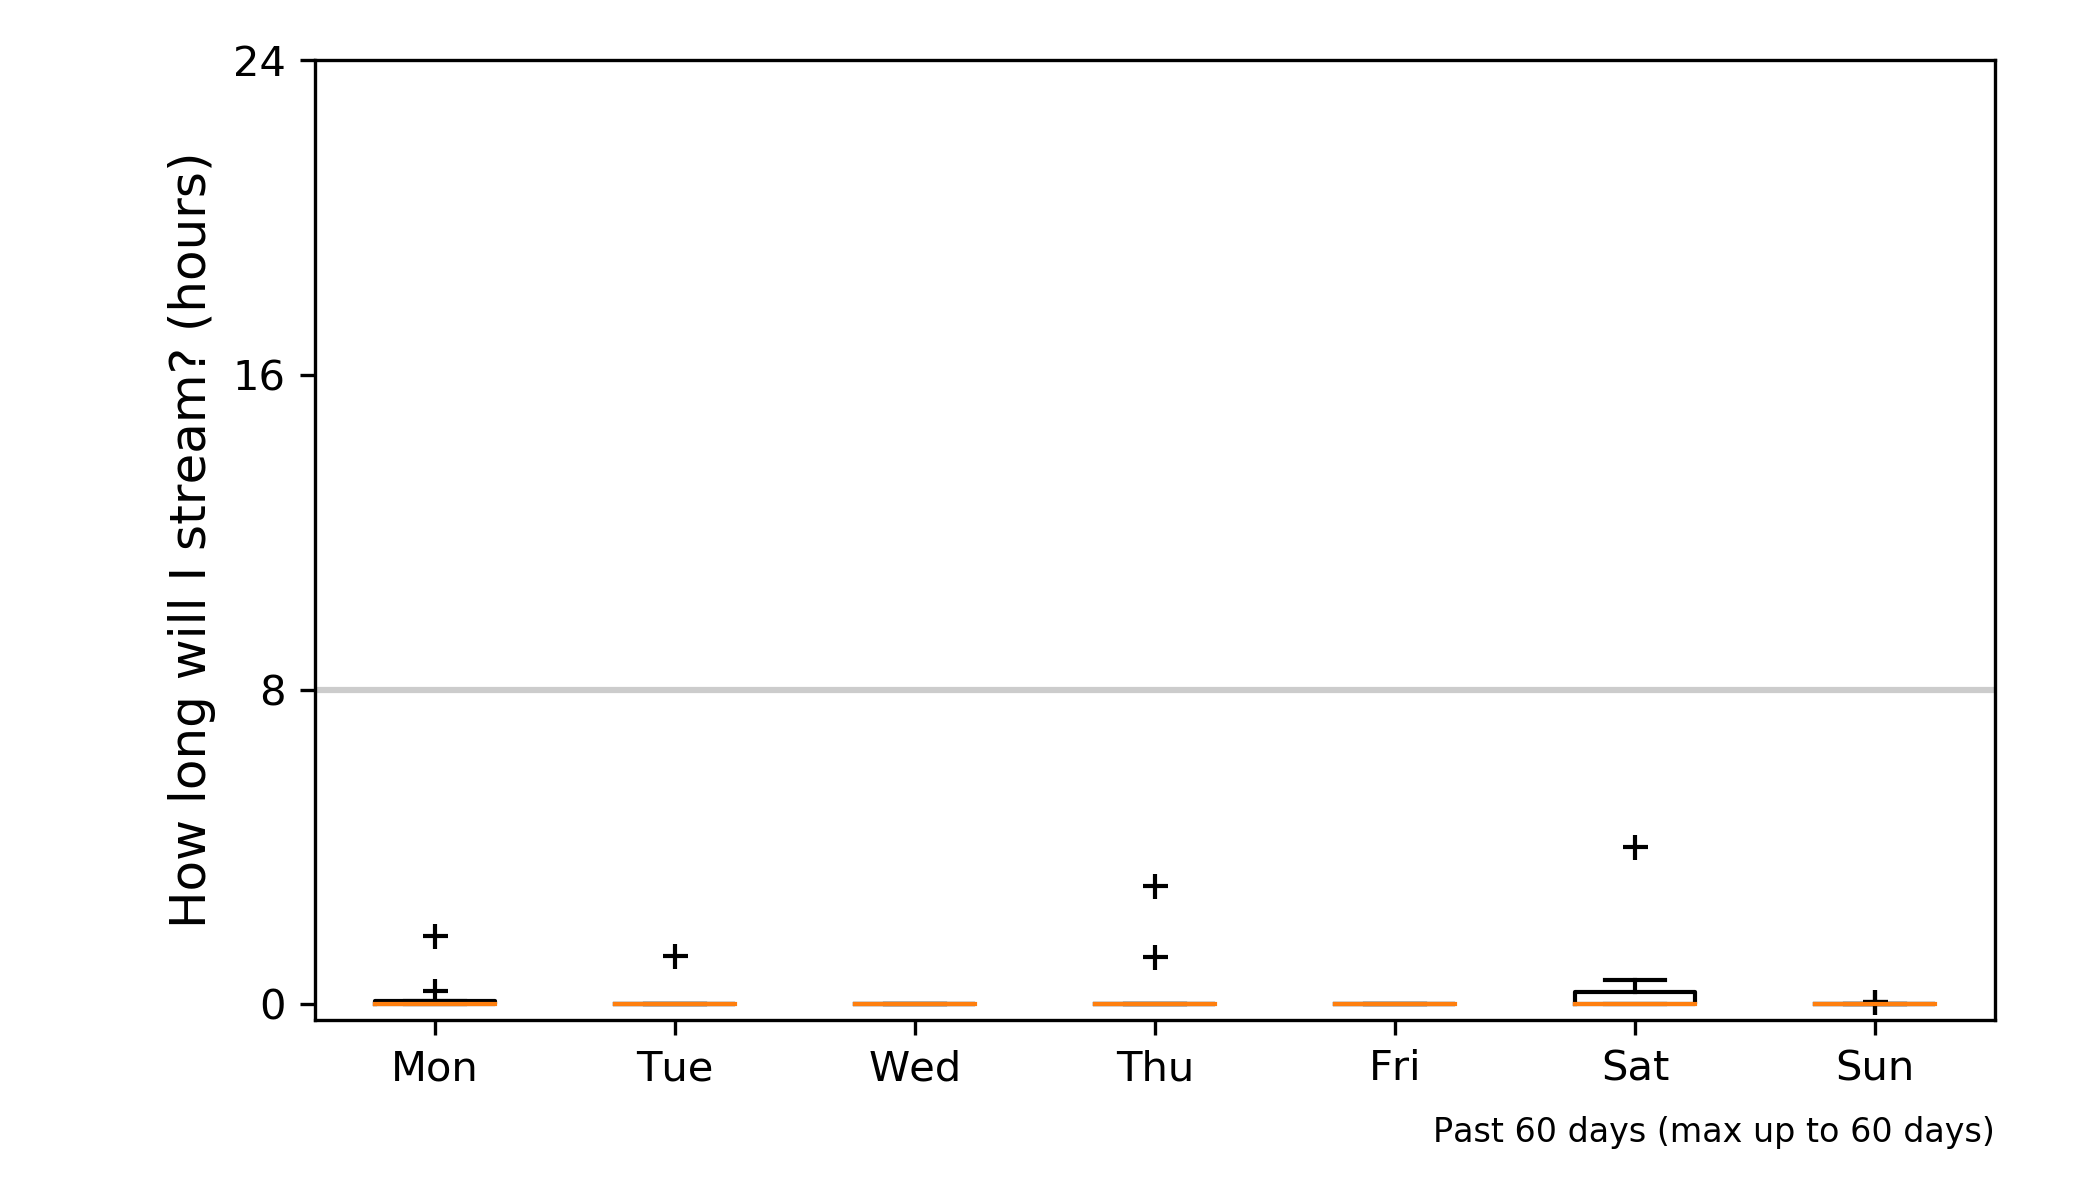 How long will I stream? (hours)
24
16
8
0
Mon Tue Wed Thu Fri Sat Sun
Past 60 days (max up to 60 days)